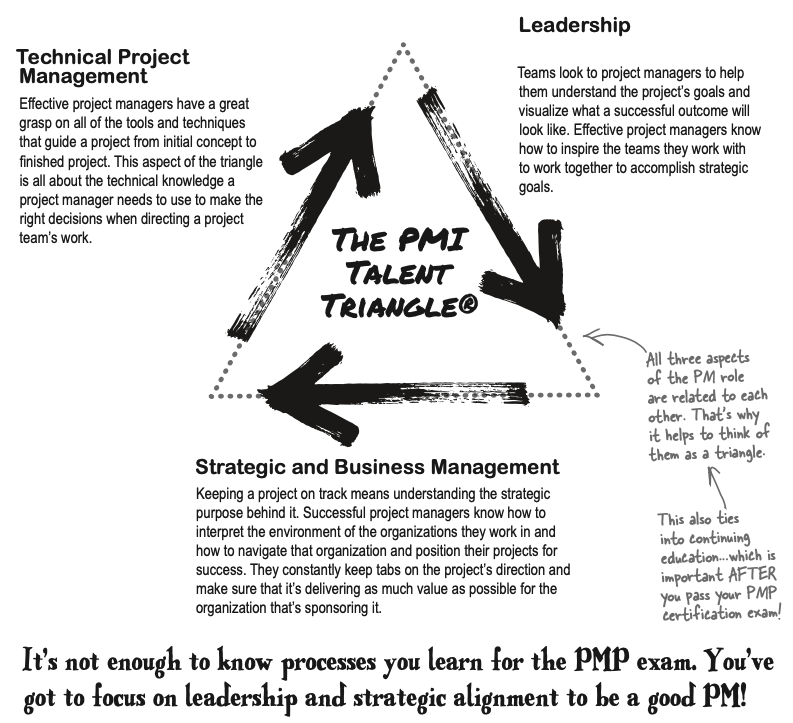 Technical Project
Management
Effective project managers have a great
grasp on all of the tools and techniques
that guide a project from initial concept to
finished project. This aspect of the triangle
is all about the technical knowledge a
project manager needs to use to make the
right decisions when directing a project
team's work.
Leadership
Teams look to project managers to help
them understand the project's goals and
visualize what a successful outcome will
look like. Effective project managers know
how to inspire the teams they work with
to work together to accomplish strategic
goals.
The PMI
Talent
Triangle®
All three aspects
of the PM role
are related to each
other. That's why
it helps to think of
them as a triangle.
Strategic and Business Management
Keeping a project on track means understanding the strategic
purpose behind it. Successful project managers know how to
interpret the environment of the organizations they work in and
how to navigate that organization and position their projects for
success. They constantly keep tabs on the project's direction and
make sure that it's delivering as much value as possible for the
organization that's sponsoring it.
This also ties
into continuing
education...which is
important AFTER
you pass your PMP
certification exam!
It's not enough to know processes you learn for the PMP exam. You've
got to focus on leadership and strategic alignment to be a good PM!